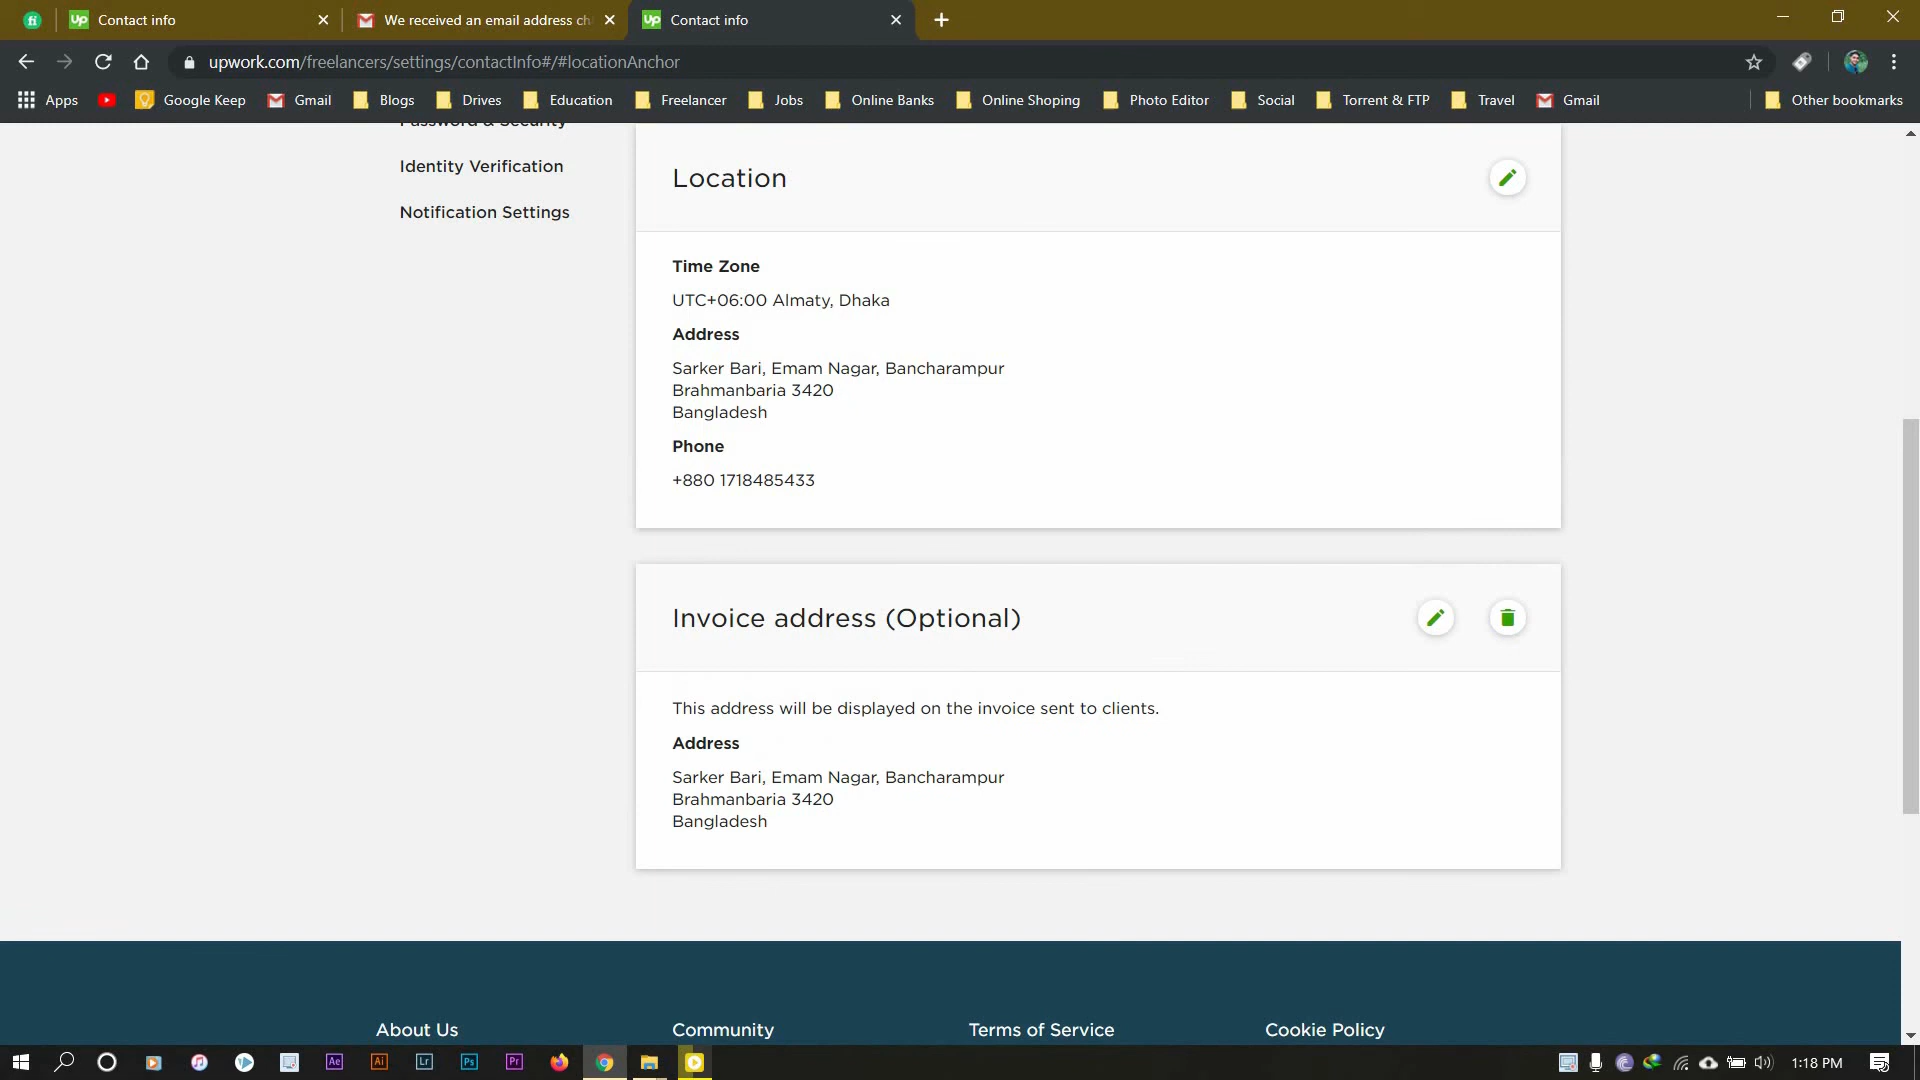 Contact info
We received an email address ch
Contact info
upwork.com/freelancers/settings/contactInfo#/#locationAnchor
Apps
Google Keep
Gmail
Blogs
Drives
Education
Freelancer
Jobs
Online Banks
Online Shoping
Photo Editor
Social
Torrent & FTP
Travel
Gmail
Other bookmarks
Password & Security
Identity Verification
Notification Settings
Location
Time Zone
UTC+06:00 Almaty, Dhaka
Address
Sarker Bari, Emam Nagar, Bancharampur
Brahmanbaria 3420
Bangladesh
Phone
+880 1718485433
Invoice address (Optional)
This address will be displayed on the invoice sent to clients.
Address
Sarker Bari, Emam Nagar, Bancharampur
Brahmanbaria 3420
Bangladesh
About Us
Community
Terms of Service
Cookie Policy
1:18 PM